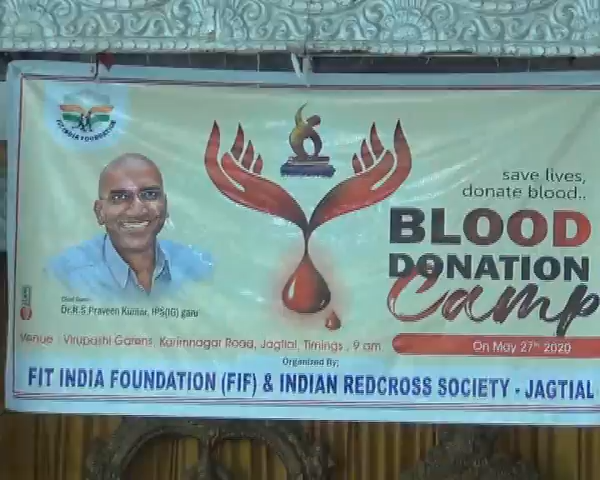 FIT INDIA FOUNDATION
save lives,
donate blood..
BLOOD
DONATION
Camp
Chief Guest:
Dr.R.S.Praveen Kumar, IPS(IG) garu
Venue : Virupashi Garens, Karimnagar Road, Jagtial, Timings : 9 am
On May 27th 2020
Organized By;
FIT INDIA FOUNDATION (FIF) & INDIAN REDCROSS SOCIETY - JAGTIAL